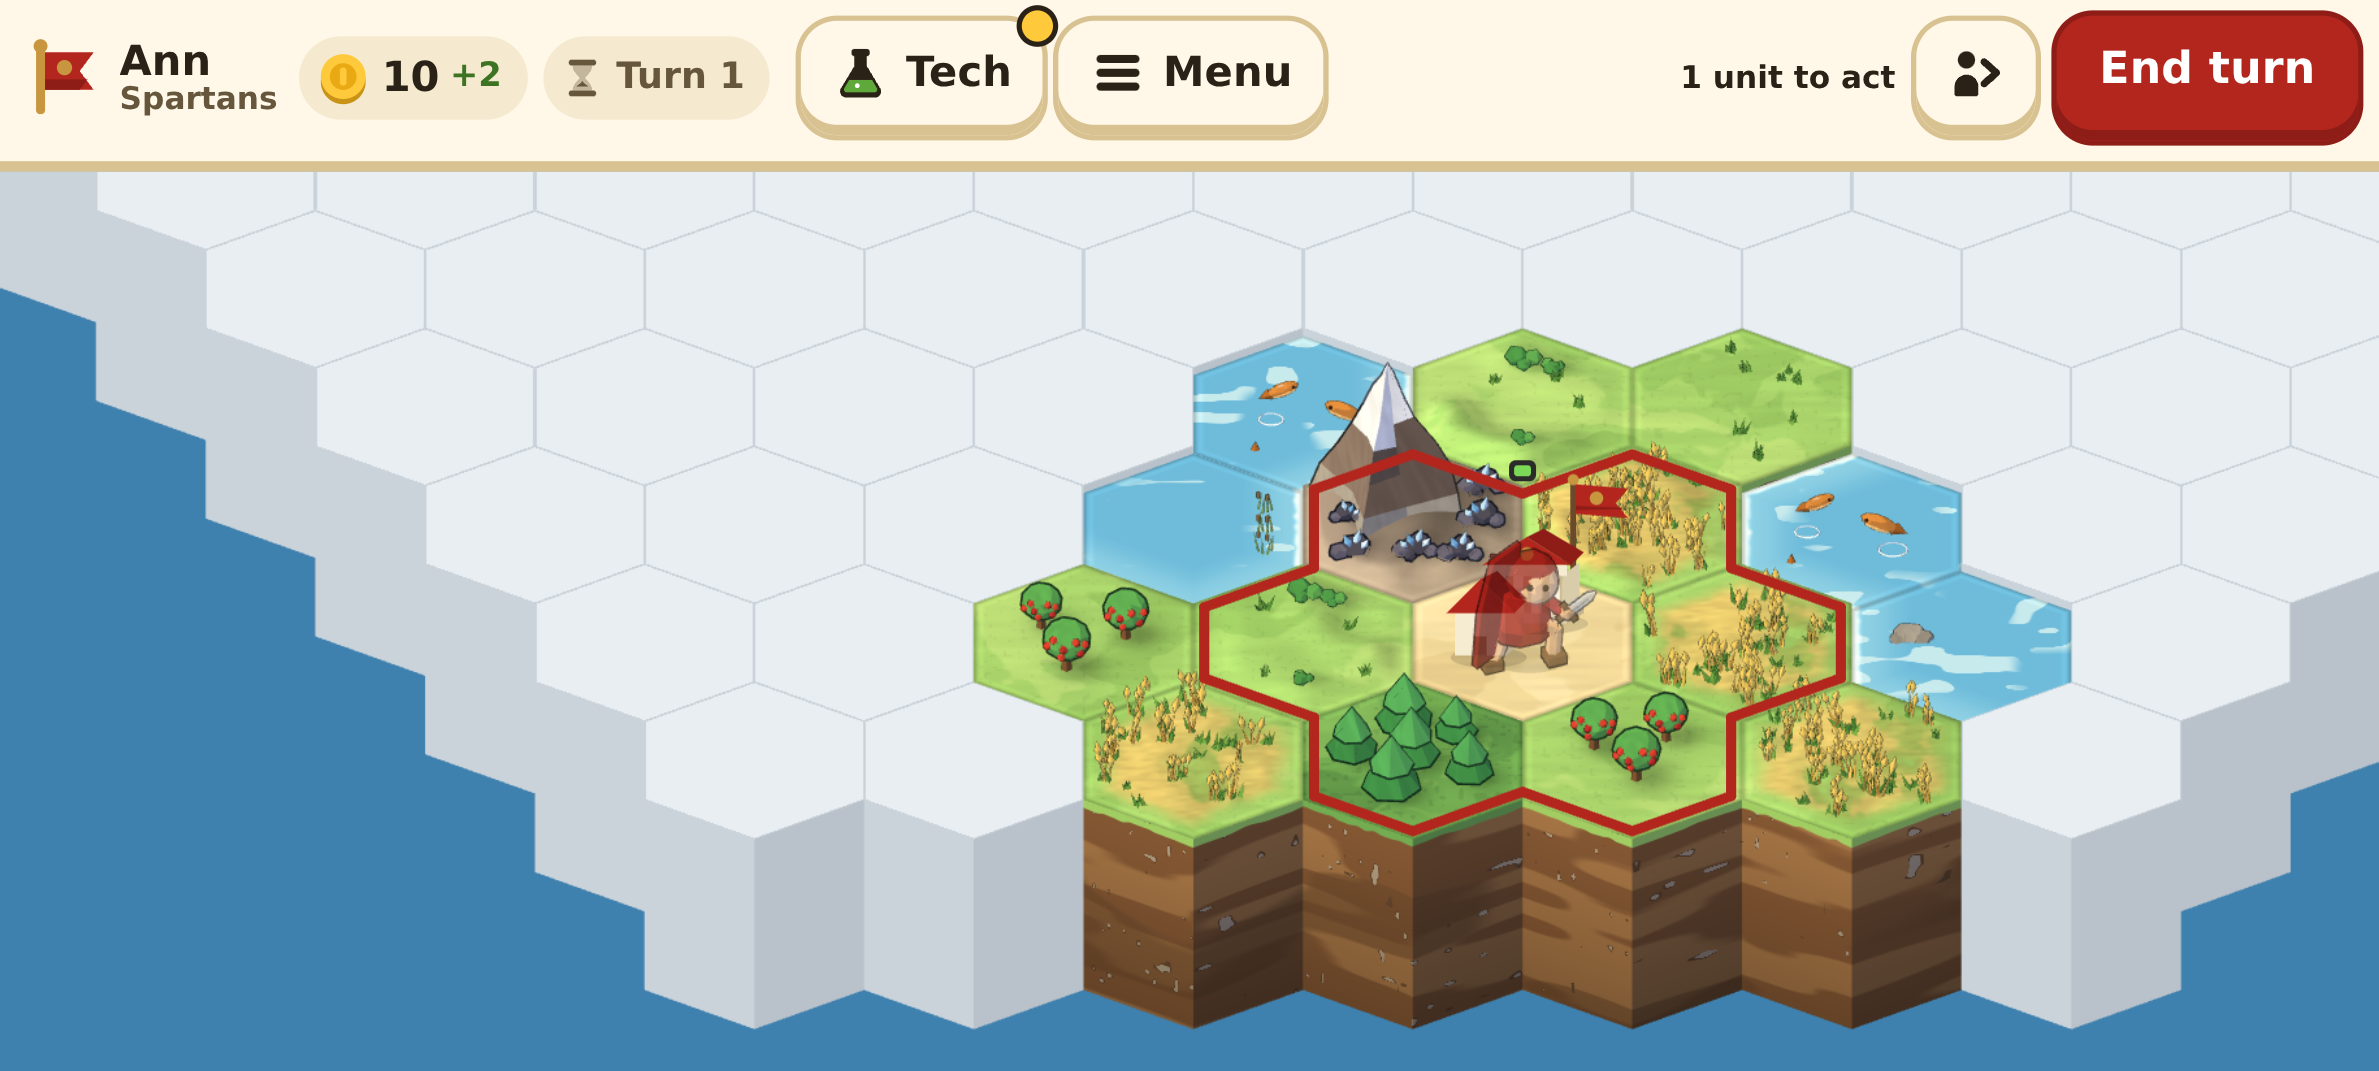 Ann
Spartans
10 +2
Turn 1
Tech
Menu
1 unit to act
End turn